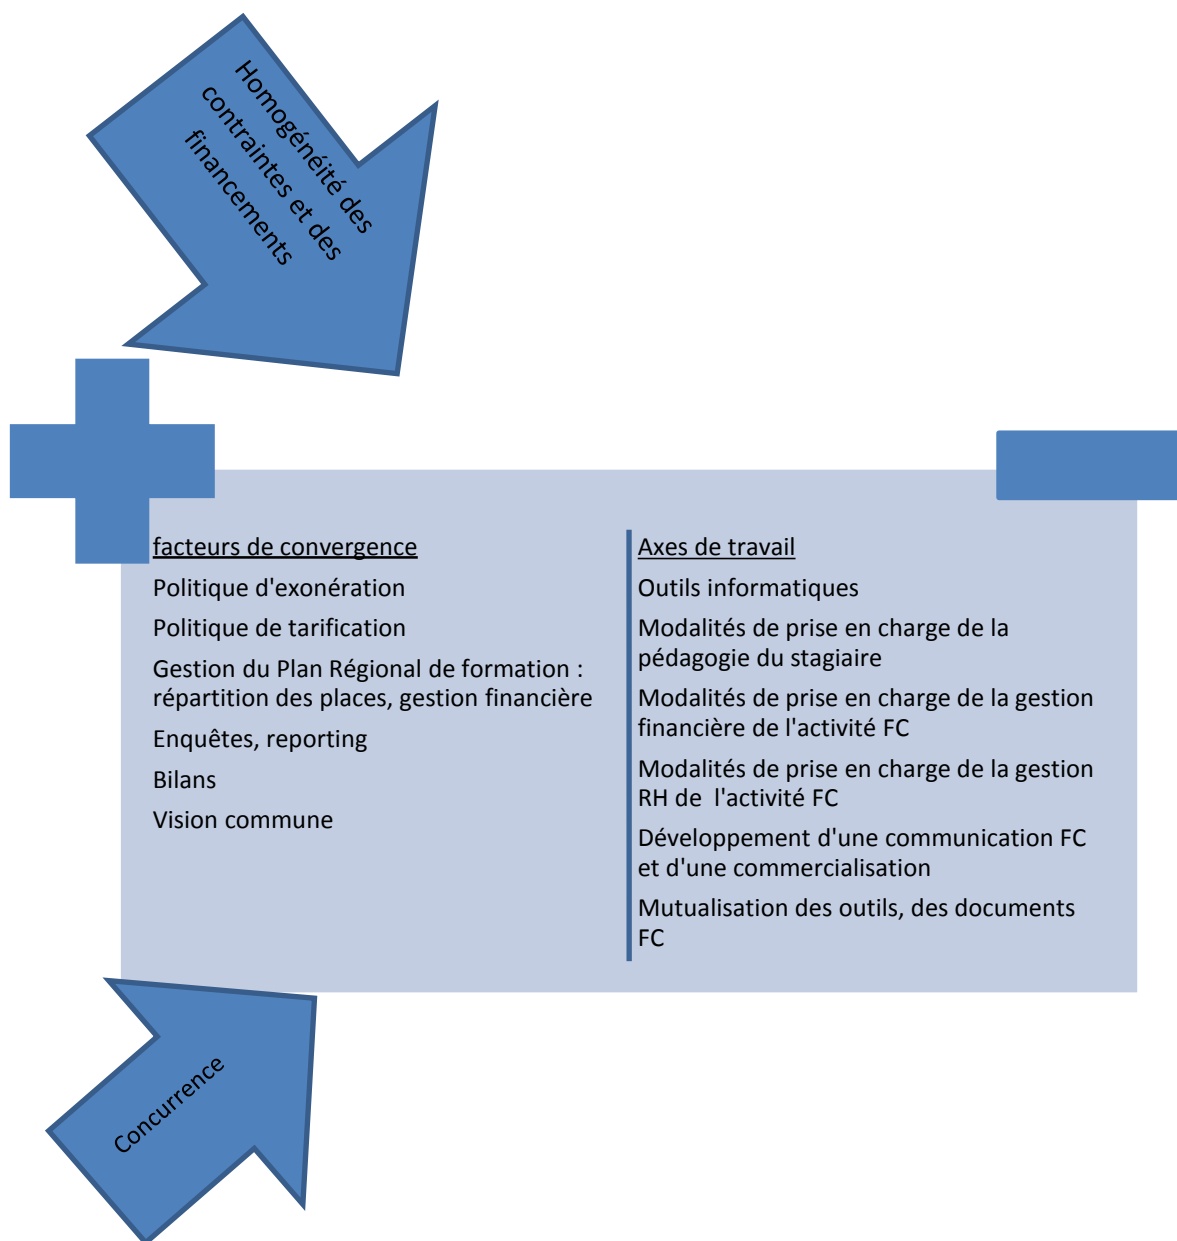 Homogénéité des
contraintes et des
financements
facteurs de convergence
Politique d'exonération
Politique de tarification
Gestion du Plan Régional de formation :
répartition des places, gestion financière
Enquêtes, reporting
Bilans
Vision commune
Axes de travail
Outils informatiques
Modalités de prise en charge de la
pédagogie du stagiaire
Modalités de prise en charge de la gestion
financière de l'activité FC
Modalités de prise en charge de la gestion
RH de  l'activité FC
Développement d'une communication FC
et d'une commercialisation
Mutualisation des outils, des documents
FC
Concurrence